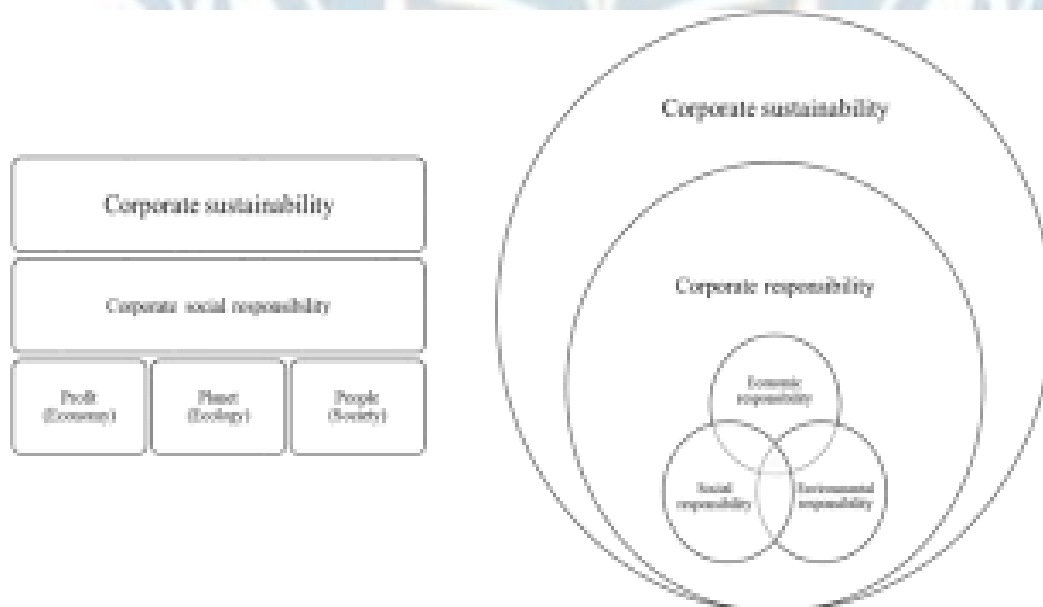 Corporate sustainability
Corporate social responsibility
Profit
(Economy)
Planet
(Ecology)
People
(Society)
Corporate sustainability
Corporate responsibility
Economic
responsibility
Social
responsibility
Environmental
responsibility